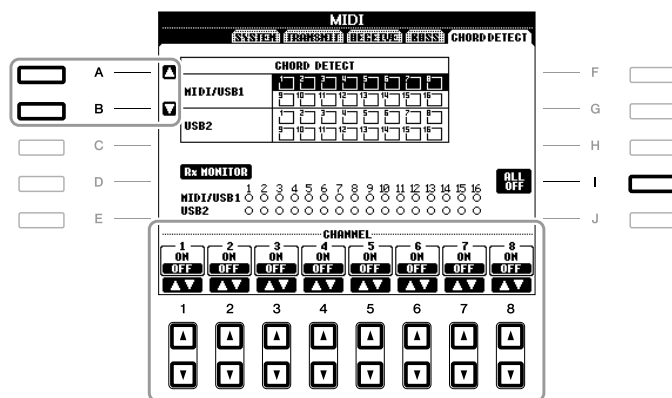 MIDI
SYSTEM TRANSMIT RECEIVE BASS CHORD DETECT
CHORD DETECT
A F
MIDI/USB1 1 2 3 4 5 6 7 8
9 10 11 12 13 14 15 16
B G
USB2 1 2 3 4 5 6 7 8
9 10 11 12 13 14 15 16
C H
Rx MONITOR
D I
ALL OFF
1 2 3 4 5 6 7 8 9 10 11 12 13 14 15 16
MIDI/USB1
USB2
E J
CHANNEL
1 2 3 4 5 6 7 8
ON ON ON ON ON ON ON ON
OFF OFF OFF OFF OFF OFF OFF OFF
1 2 3 4 5 6 7 8